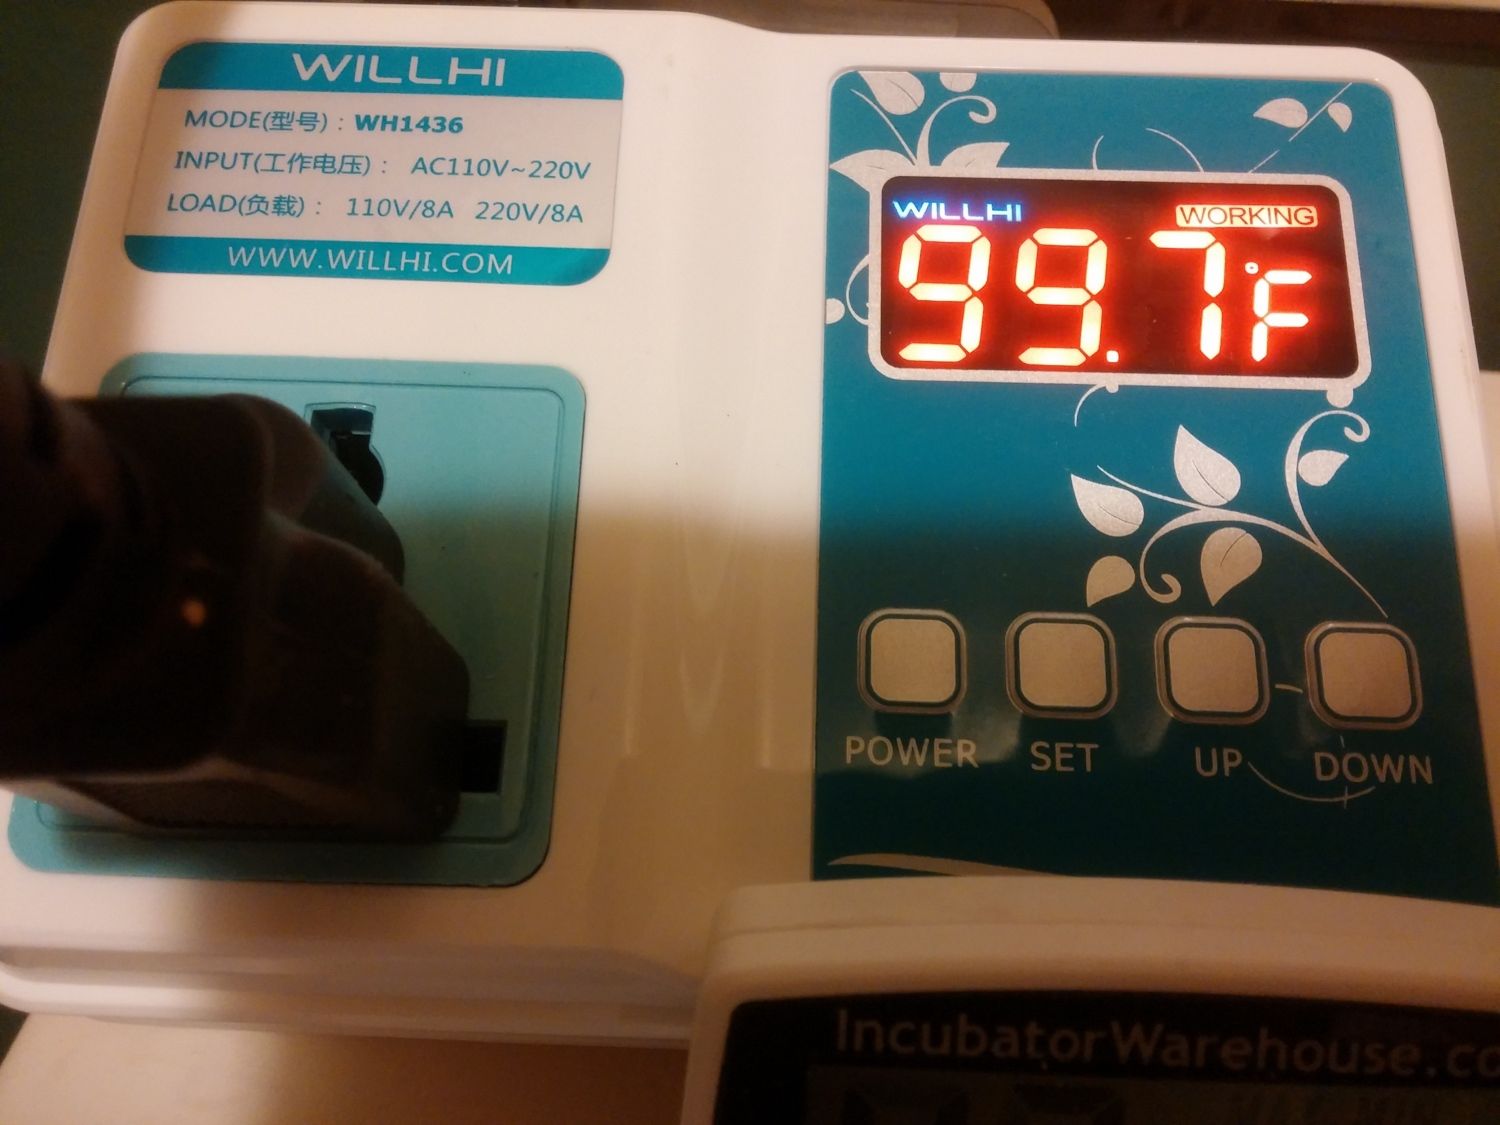 WILLHI
MODE(型号) : WH1436
INPUT(工作电压) : AC110V~220V
LOAD(负载) : 110V/8A 220V/8A
WWW.WILLHI.COM
WILLHI
WORKING
99.7°F
POWER
SET
UP
DOWN
IncubatorWarehouse.co